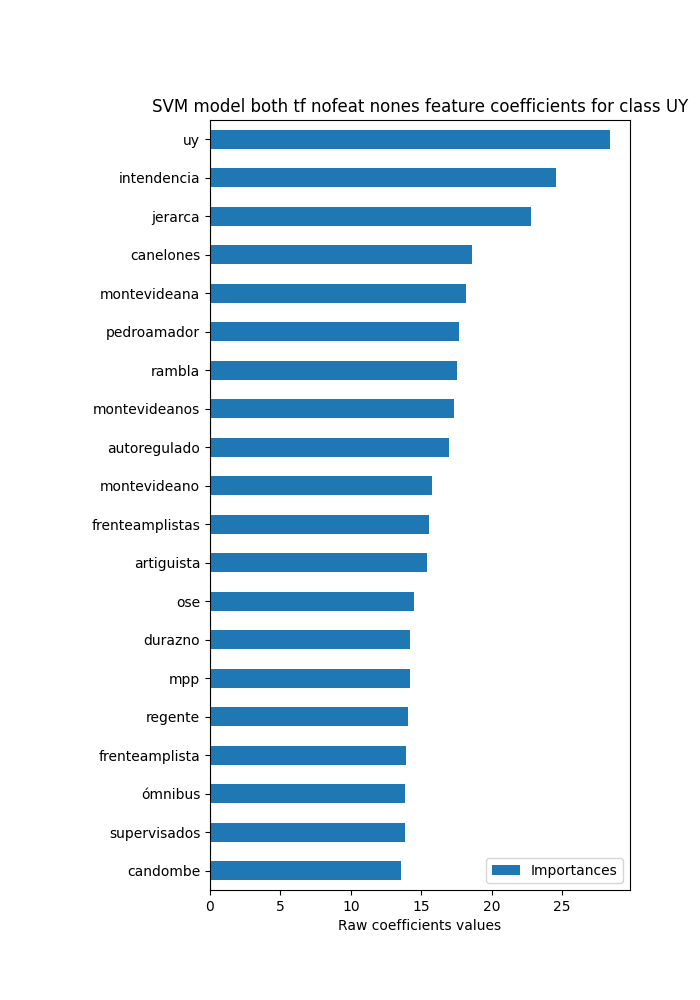 SVM model both tf nofeat nones feature coefficients for class UY
uy
intendencia
jerarca
canelones
montevideana
pedroamador
rambla
montevideanos
autoregulado
montevideano
frenteamplistas
artiguista
ose
durazno
mpp
regente
frenteamplista
ómnibus
supervisados
candombe
Importances
0 5 10 15 20 25
Raw coefficients values